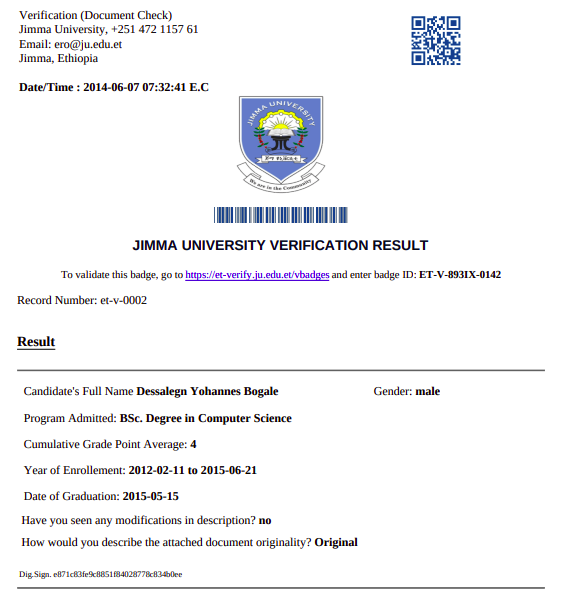 Verification (Document Check)
Jimma University, +251 472 1157 61
Email: ero@ju.edu.et
Jimma, Ethiopia
Date/Time : 2014-06-07 07:32:41 E.C
JIMMA UNIVERSITY
We are in the Community
JIMMA UNIVERSITY VERIFICATION RESULT
To validate this badge, go to https://et-verify.ju.edu.et/vbadges and enter badge ID: ET-V-893IX-0142
Record Number: et-v-0002
Result
Candidate's Full Name Dessalegn Yohannes Bogale Gender: male
Program Admitted: BSc. Degree in Computer Science
Cumulative Grade Point Average: 4
Year of Enrollement: 2012-02-11 to 2015-06-21
Date of Graduation: 2015-05-15
Have you seen any modifications in description? no
How would you describe the attached document originality? Original
Dig.Sign. e871c83fe9c8851f84028778c834b0ee